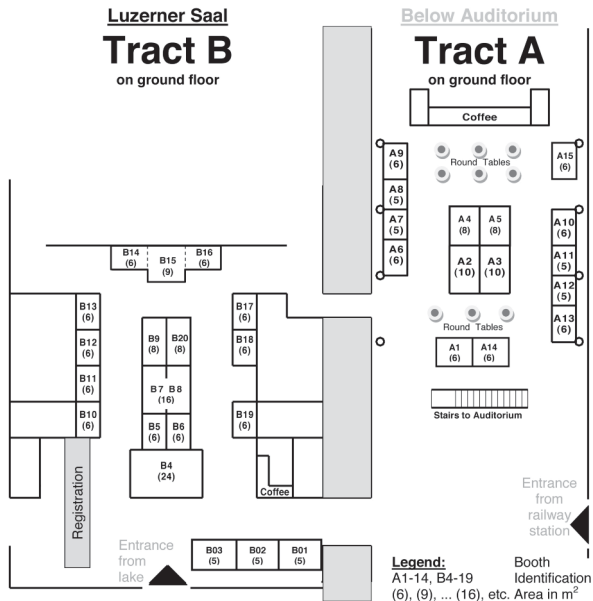 Luzerner Saal
Tract B
on ground floor
Below Auditorium
Tract A
on ground floor
Coffee
A9
(6)
A8
(5)
A7
(5)
A6
(6)
Round Tables
A15
(6)
A4
(8)
A5
(8)
A2
(10)
A3
(10)
A10
(6)
A11
(5)
A12
(5)
A13
(6)
Round Tables
A1
(6)
A14
(6)
Stairs to Auditorium
B14
(6)
B15
(9)
B16
(6)
B13
(6)
B12
(6)
B11
(6)
B10
(6)
B9
(8)
B20
(8)
B7 B8
(16)
B5
(6)
B6
(6)
B4
(24)
B17
(6)
B18
(6)
B19
(6)
Coffee
Registration
Entrance
from
lake
B03
(5)
B02
(5)
B01
(5)
Entrance
from
railway
station
Legend:
A1-14, B4-19 Booth Identification
(6), (9), ... (16), etc. Area in m²